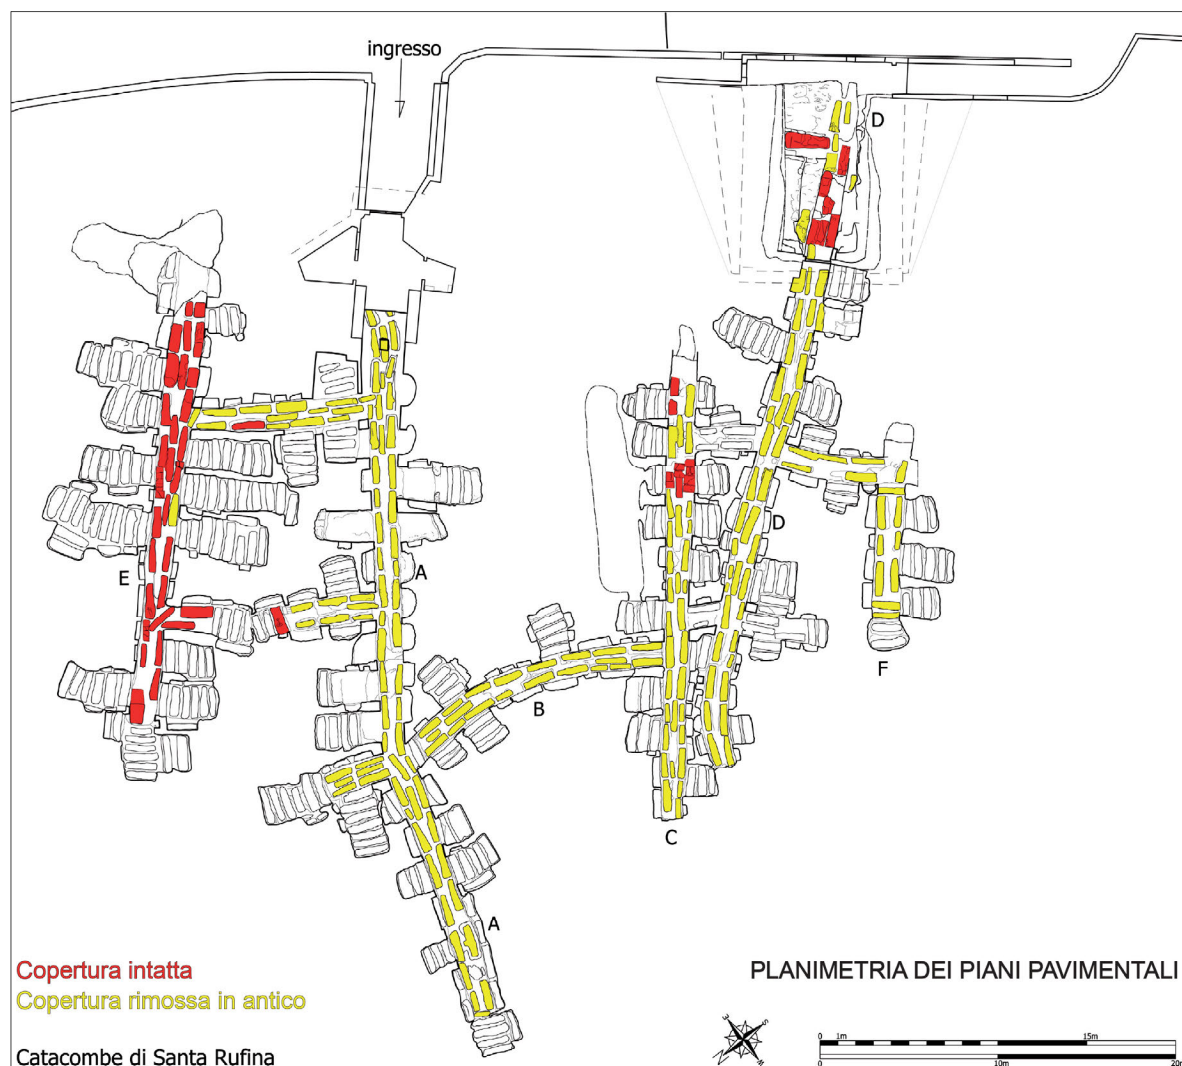 ingresso
D
D
A
D
E
F
B
C
A
Copertura intatta
PLANIMETRIA DEI PIANI PAVIMENTALI
Copertura rimossa in antico
Catacombe di Santa Rufina
0 1m 15m
0 10m 20m